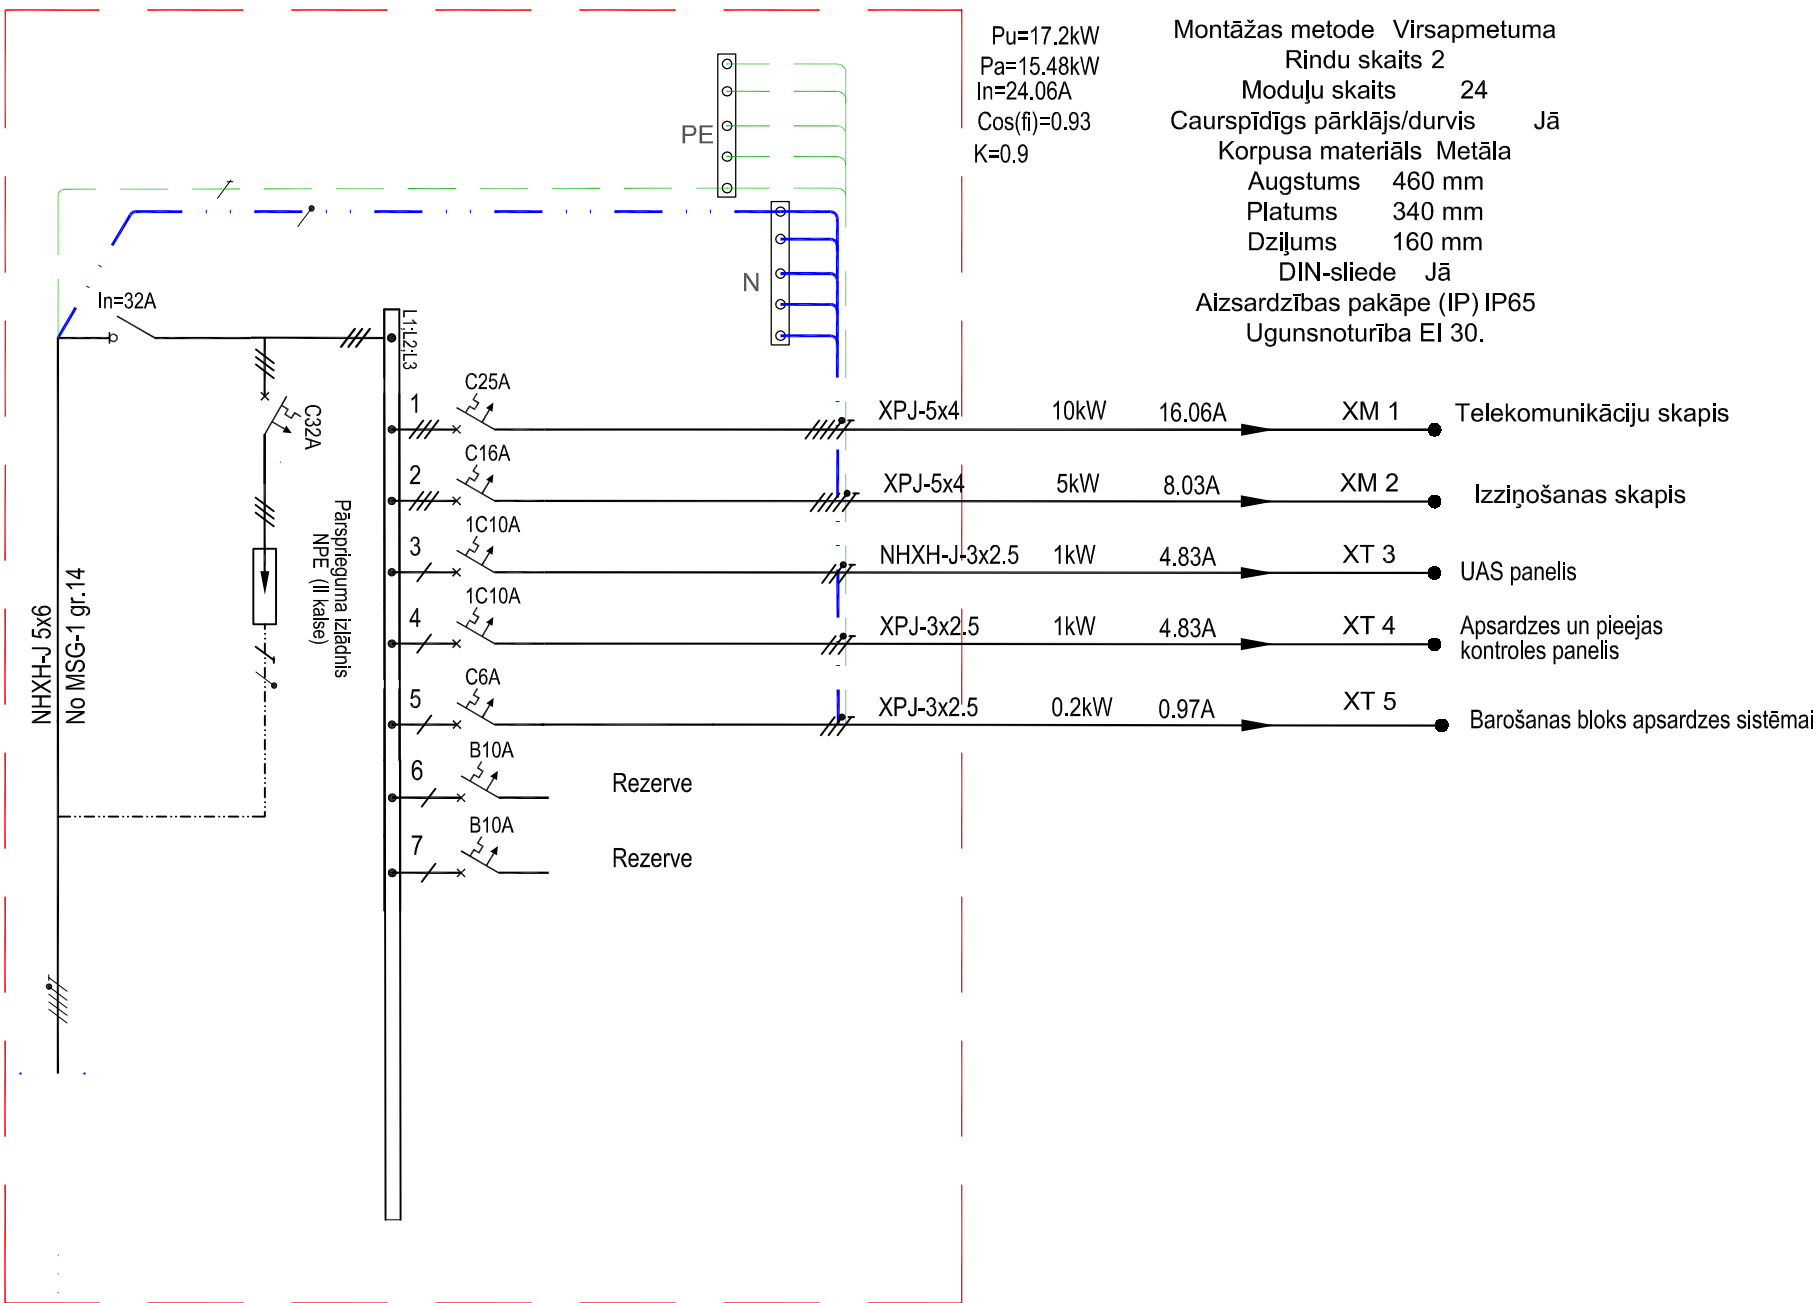 Pu=17.2kW
Pa=15.48kW
In=24.06A
Cos(fi)=0.93
K=0.9
Montāžas metode Virsapmetuma
Rindu skaits 2
Moduļu skaits 24
Caurspīdīgs pārklājs/durvis Jā
Korpusa materiāls Metāla
Augstums 460 mm
Platums 340 mm
Dziļums 160 mm
DIN-sliede Jā
Aizsardzības pakāpe (IP) IP65
Ugunsnoturība EI 30.
PE
N
In=32A
L1;L2;L3
C32A
Pārsprieguma izlādnis
NPE (II kalse)
NHXH-J 5x6
No MSG-1 gr.14
1 C25A XPJ-5x4 10kW 16.06A XM 1 Telekomunikāciju skapis
2 C16A XPJ-5x4 5kW 8.03A XM 2 Izziņošanas skapis
3 1C10A NHXH-J-3x2.5 1kW 4.83A XT 3 UAS panelis
4 1C10A XPJ-3x2.5 1kW 4.83A XT 4 Apsardzes un pieejas
kontroles panelis
5 C6A XPJ-3x2.5 0.2kW 0.97A XT 5 Barošanas bloks apsardzes sistēmai
6 B10A Rezerve
7 B10A Rezerve